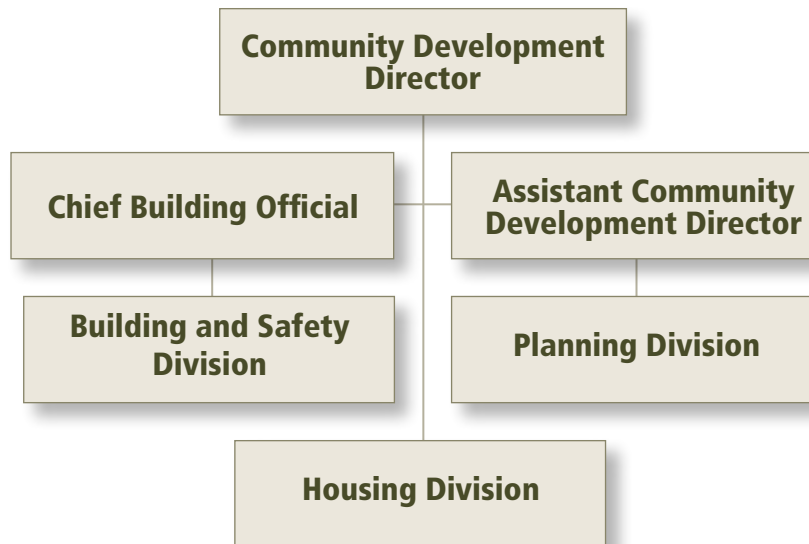 Community Development
Director
Chief Building Official
Assistant Community
Development Director
Building and Safety
Division
Planning Division
Housing Division